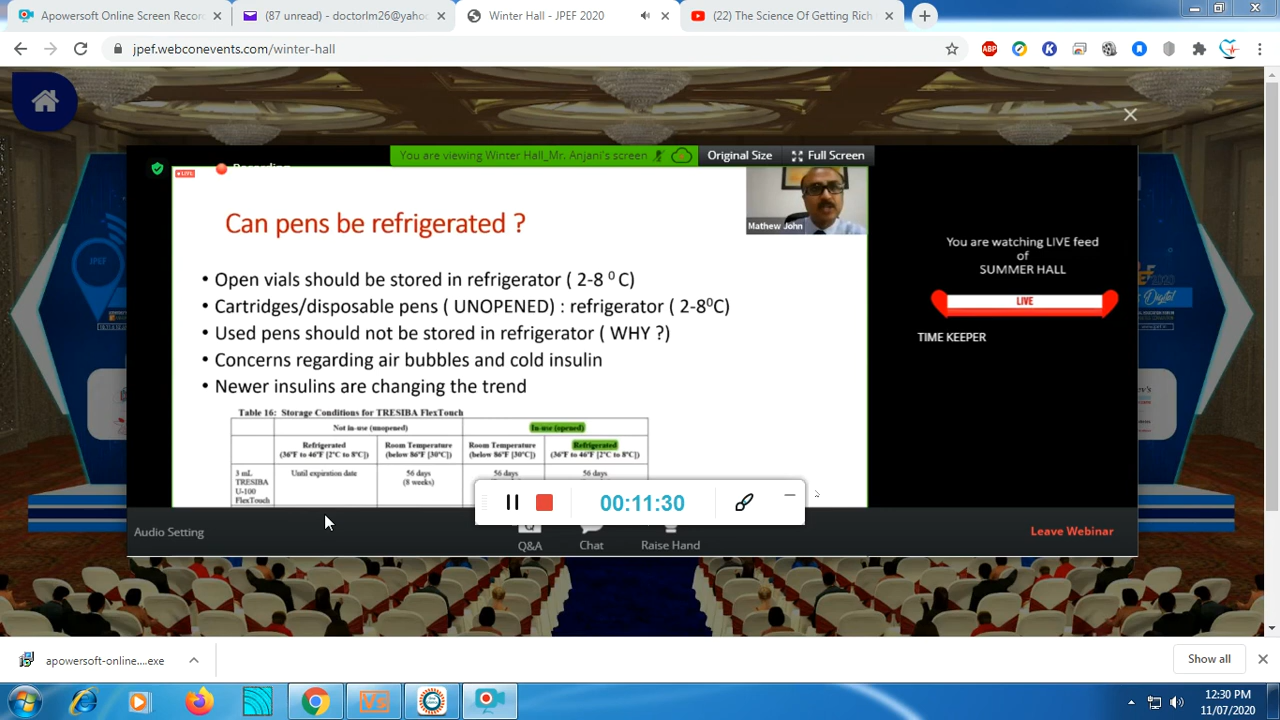 Apowersoft Online Screen Recor
(87 unread) - doctorlm26@yaho
Winter Hall - JPEF 2020
(22) The Science Of Getting Rich
jpef.webconevents.com/winter-hall
ABP
You are viewing Winter Hall_Mr. Anjani's screen
Original Size
Full Screen
Recording
LIVE
Can pens be refrigerated ?
Mathew John
• Open vials should be stored in refrigerator ( 2-8 ⁰ C)
• Cartridges/disposable pens ( UNOPENED) : refrigerator ( 2-8⁰C)
• Used pens should not be stored in refrigerator ( WHY ?)
• Concerns regarding air bubbles and cold insulin
• Newer insulins are changing the trend
Table 16: Storage Conditions for TRESIBA FlexTouch
Not in-use (unopened)
In-use (opened)
Refrigerated
(36°F to 46°F [2°C to 8°C])
Room Temperature
(below 86°F [30°C])
Room Temperature
(below 86°F [30°C])
Refrigerated
(36°F to 46°F [2°C to 8°C])
3 mL
TRESIBA
U-100
FlexTouch
Until expiration date
56 days
(8 weeks)
56 days
56 days
You are watching LIVE feed
of
SUMMER HALL
LIVE
TIME KEEPER
JPEF
Digital
00:11:30
Audio Setting
Q&A
Chat
Raise Hand
Leave Webinar
apowersoft-online....exe
Show all
Vs
12:30 PM
11/07/2020